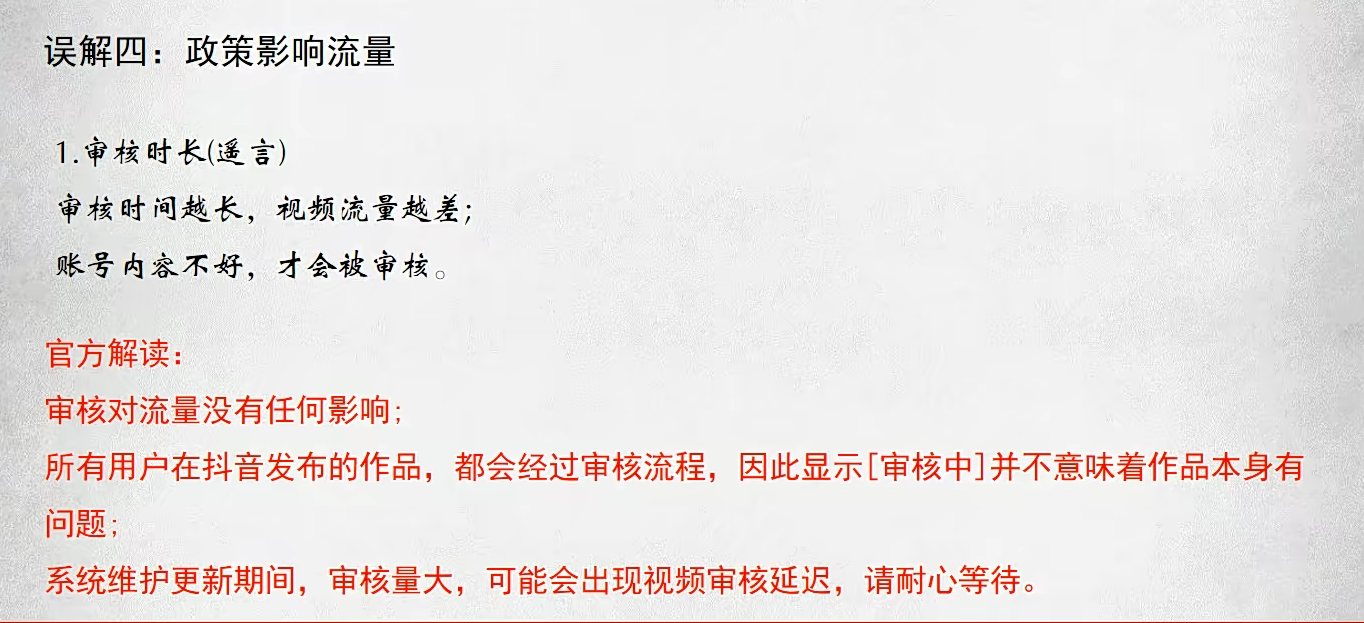 误解四：政策影响流量
1.审核时长(遥言)
审核时间越长，视频流量越差；
账号内容不好，才会被审核。
官方解读：
审核对流量没有任何影响；
所有用户在抖音发布的作品，都会经过审核流程，因此显示[审核中]并不意味着作品本身有
问题；
系统维护更新期间，审核量大，可能会出现视频审核延迟，请耐心等待。